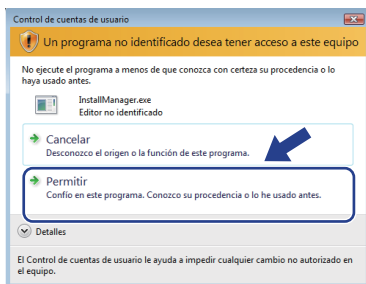 Control de cuentas de usuario
Un programa no identificado desea tener acceso a este equipo
No ejecute el programa a menos de que conozca con certeza su procedencia o lo
haya usado antes.
InstallManager.exe
Editor no identificado
Cancelar
Desconozco el origen o la función de este programa.
Permitir
Confío en este programa. Conozco su procedencia o lo he usado antes.
Detalles
El Control de cuentas de usuario le ayuda a impedir cualquier cambio no autorizado en
el equipo.